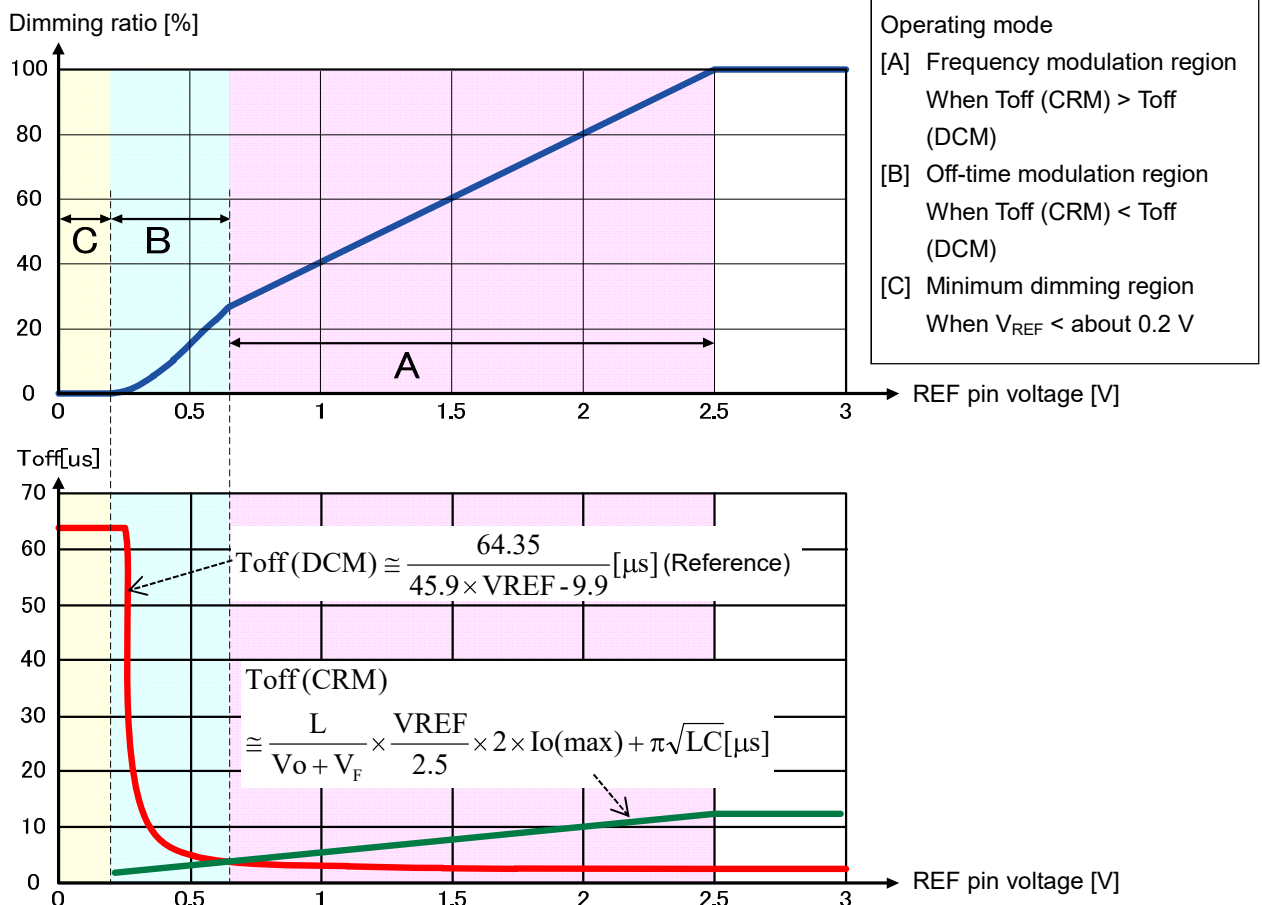 Dimming ratio [%]
100
80
60
40
20
0
C
B
A
0
0.5
1
1.5
2
2.5
3
REF pin voltage [V]
Operating mode
[A] Frequency modulation region
When Toff (CRM) > Toff
(DCM)
[B] Off-time modulation region
When Toff (CRM) < Toff
(DCM)
[C] Minimum dimming region
When VREF < about 0.2 V
Toff[us]
70
60
50
40
30
20
10
0
Toff (DCM) ≅ 64.35 / (45.9 × VREF - 9.9) [μs] (Reference)
Toff (CRM)
≅ L / (Vo + VF) × VREF / 2.5 × 2 × Io(max) + π√LC [μs]
0
0.5
1
1.5
2
2.5
3
REF pin voltage [V]